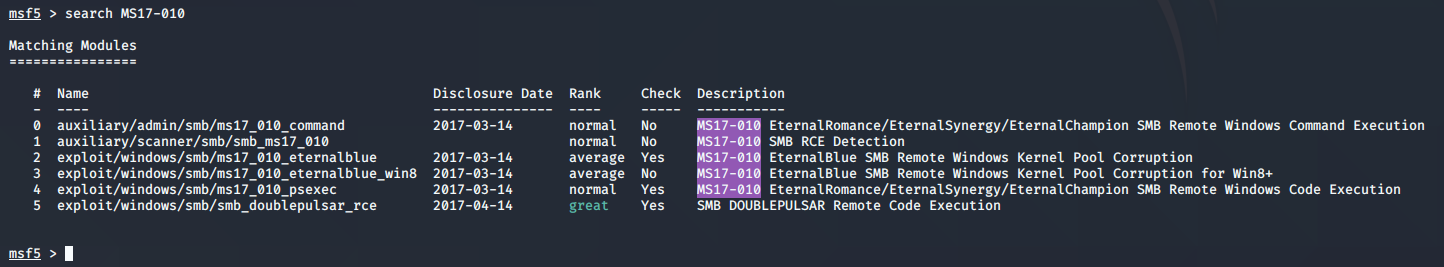 msf5 > search MS17-010
Matching Modules
================
#  Name  Disclosure Date  Rank  Check  Description
-  ----  ---------------  ----  -----  -----------
0  auxiliary/admin/smb/ms17_010_command  2017-03-14  normal  No  MS17-010 EternalRomance/EternalSynergy/EternalChampion SMB Remote Windows Command Execution
1  auxiliary/scanner/smb/smb_ms17_010  normal  No  MS17-010 SMB RCE Detection
2  exploit/windows/smb/ms17_010_eternalblue  2017-03-14  average  Yes  MS17-010 EternalBlue SMB Remote Windows Kernel Pool Corruption
3  exploit/windows/smb/ms17_010_eternalblue_win8  2017-03-14  average  No  MS17-010 EternalBlue SMB Remote Windows Kernel Pool Corruption for Win8+
4  exploit/windows/smb/ms17_010_psexec  2017-03-14  normal  Yes  MS17-010 EternalRomance/EternalSynergy/EternalChampion SMB Remote Windows Code Execution
5  exploit/windows/smb/smb_doublepulsar_rce  2017-04-14  great  Yes  SMB DOUBLEPULSAR Remote Code Execution
msf5 >